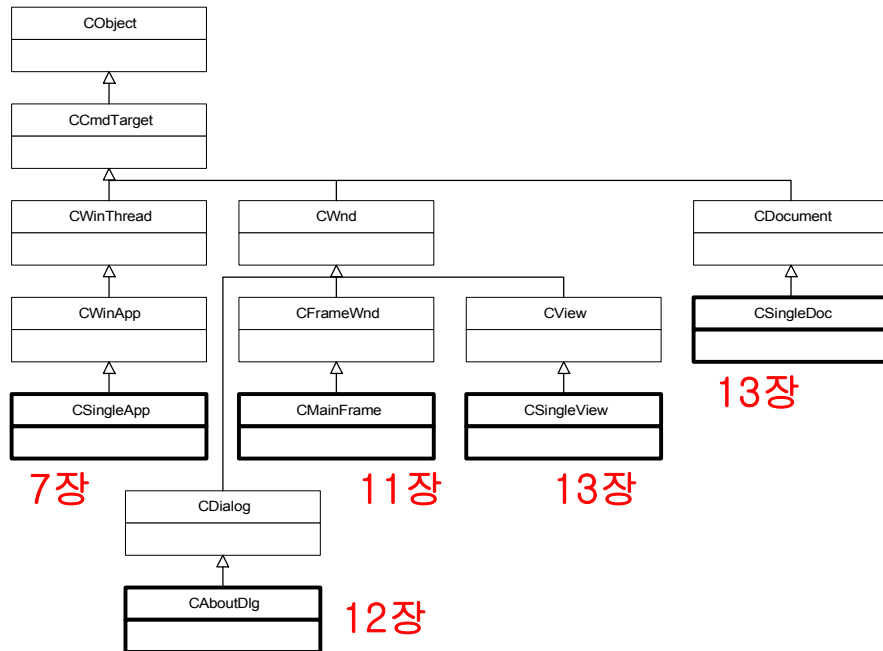 CObject
CCmdTarget
CWinThread
CWnd
CDocument
CWinApp
CFrameWnd
CView
CSingleDoc
CSingleApp
CMainFrame
CSingleView
13장
7장
11장
13장
CDialog
CAboutDlg
12장